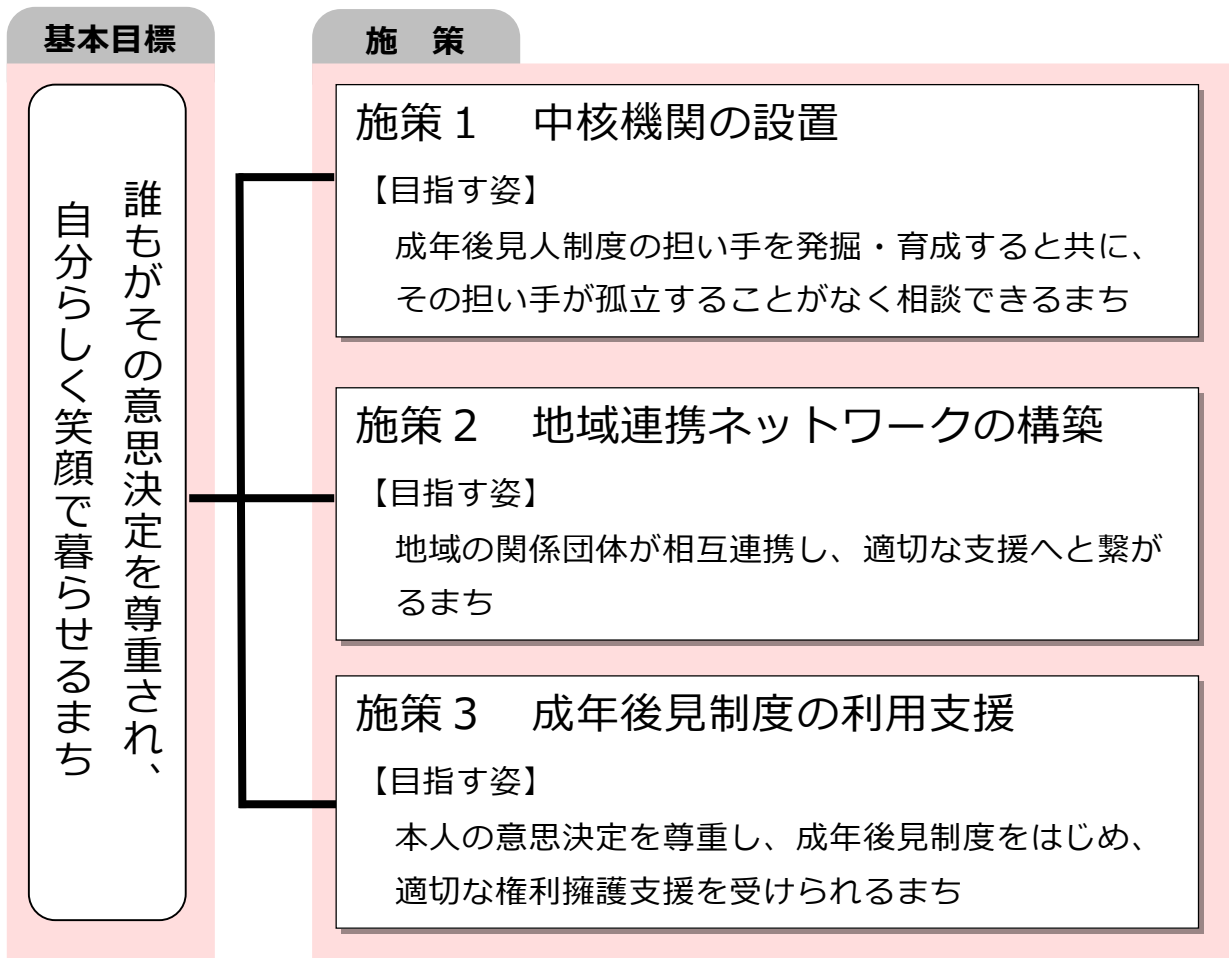 基本目標
誰もがその意思決定を尊重され、
自分らしく笑顔で暮らせるまち
施 策
施策１ 中核機関の設置
【目指す姿】
成年後見人制度の担い手を発掘・育成すると共に、
その担い手が孤立することがなく相談できるまち
施策２ 地域連携ネットワークの構築
【目指す姿】
地域の関係団体が相互連携し、適切な支援へと繋が
るまち
施策３ 成年後見制度の利用支援
【目指す姿】
本人の意思決定を尊重し、成年後見制度をはじめ、
適切な権利擁護支援を受けられるまち